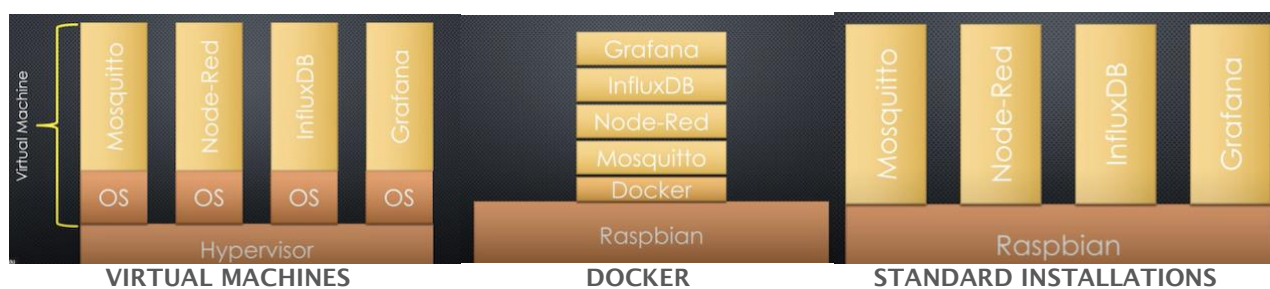 Virtual Machine
Mosquitto
Node-Red
InfluxDB
Grafana
OS OS OS OS
Hypervisor
VIRTUAL MACHINES
Grafana
InfluxDB
Node-Red
Mosquitto
Docker
Raspbian
DOCKER
Mosquitto
Node-Red
InfluxDB
Grafana
Raspbian
STANDARD INSTALLATIONS